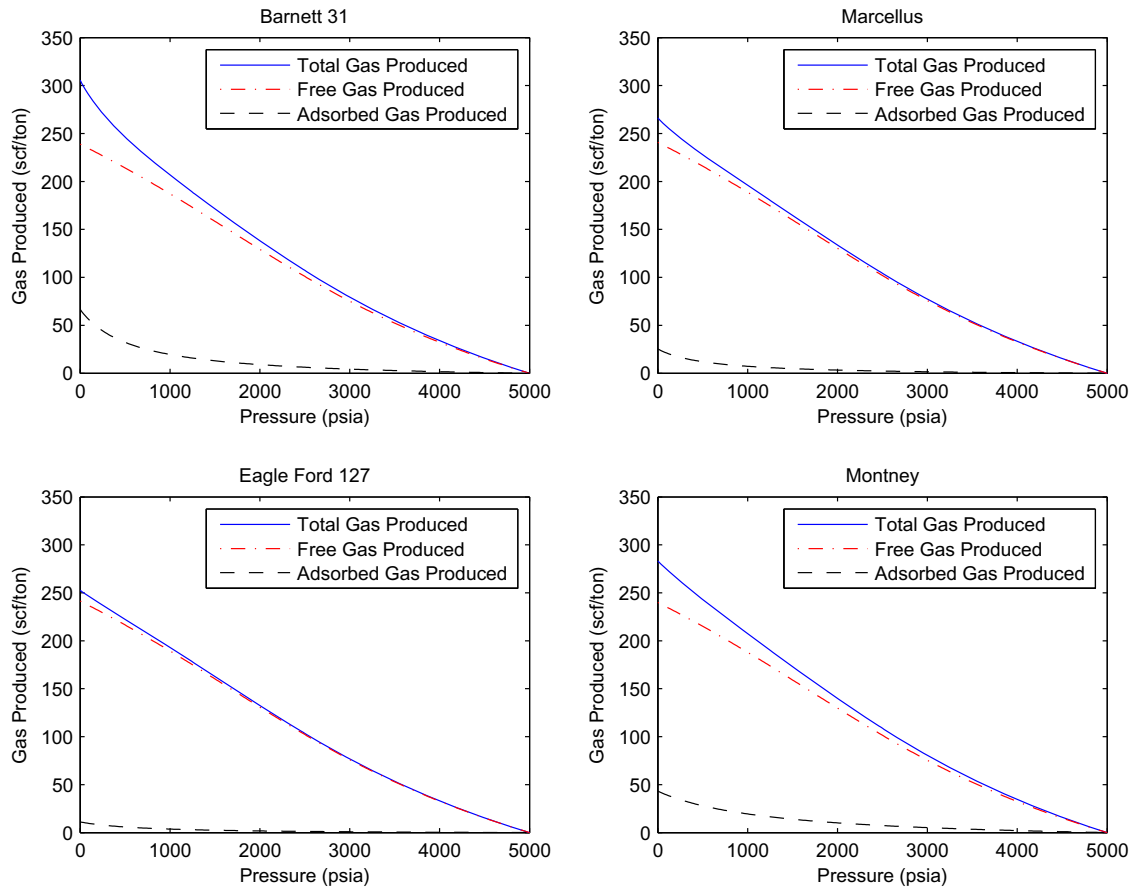 Barnett 31
350
300
250
200
150
100
50
0
Gas Produced (scf/ton)
Total Gas Produced
Free Gas Produced
Adsorbed Gas Produced
0 1000 2000 3000 4000 5000
Pressure (psia)
Marcellus
350
300
250
200
150
100
50
0
Gas Produced (scf/ton)
Total Gas Produced
Free Gas Produced
Adsorbed Gas Produced
0 1000 2000 3000 4000 5000
Pressure (psia)
Eagle Ford 127
350
300
250
200
150
100
50
0
Gas Produced (scf/ton)
Total Gas Produced
Free Gas Produced
Adsorbed Gas Produced
0 1000 2000 3000 4000 5000
Pressure (psia)
Montney
350
300
250
200
150
100
50
0
Gas Produced (scf/ton)
Total Gas Produced
Free Gas Produced
Adsorbed Gas Produced
0 1000 2000 3000 4000 5000
Pressure (psia)